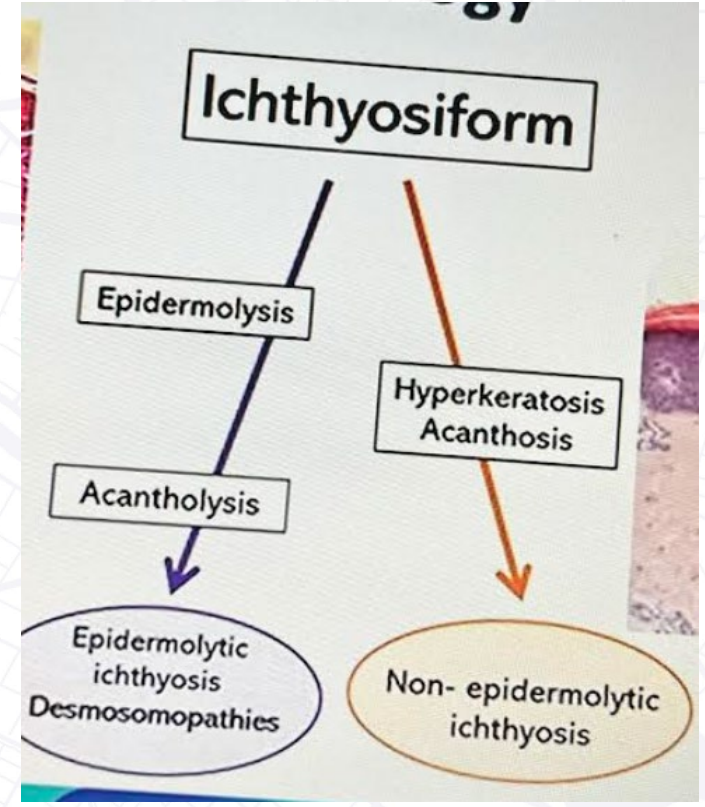 Ichthyosiform
Epidermolysis
Hyperkeratosis
Acanthosis
Acantholysis
Epidermolytic
ichthyosis
Desmosomopathies
Non- epidermolytic
ichthyosis